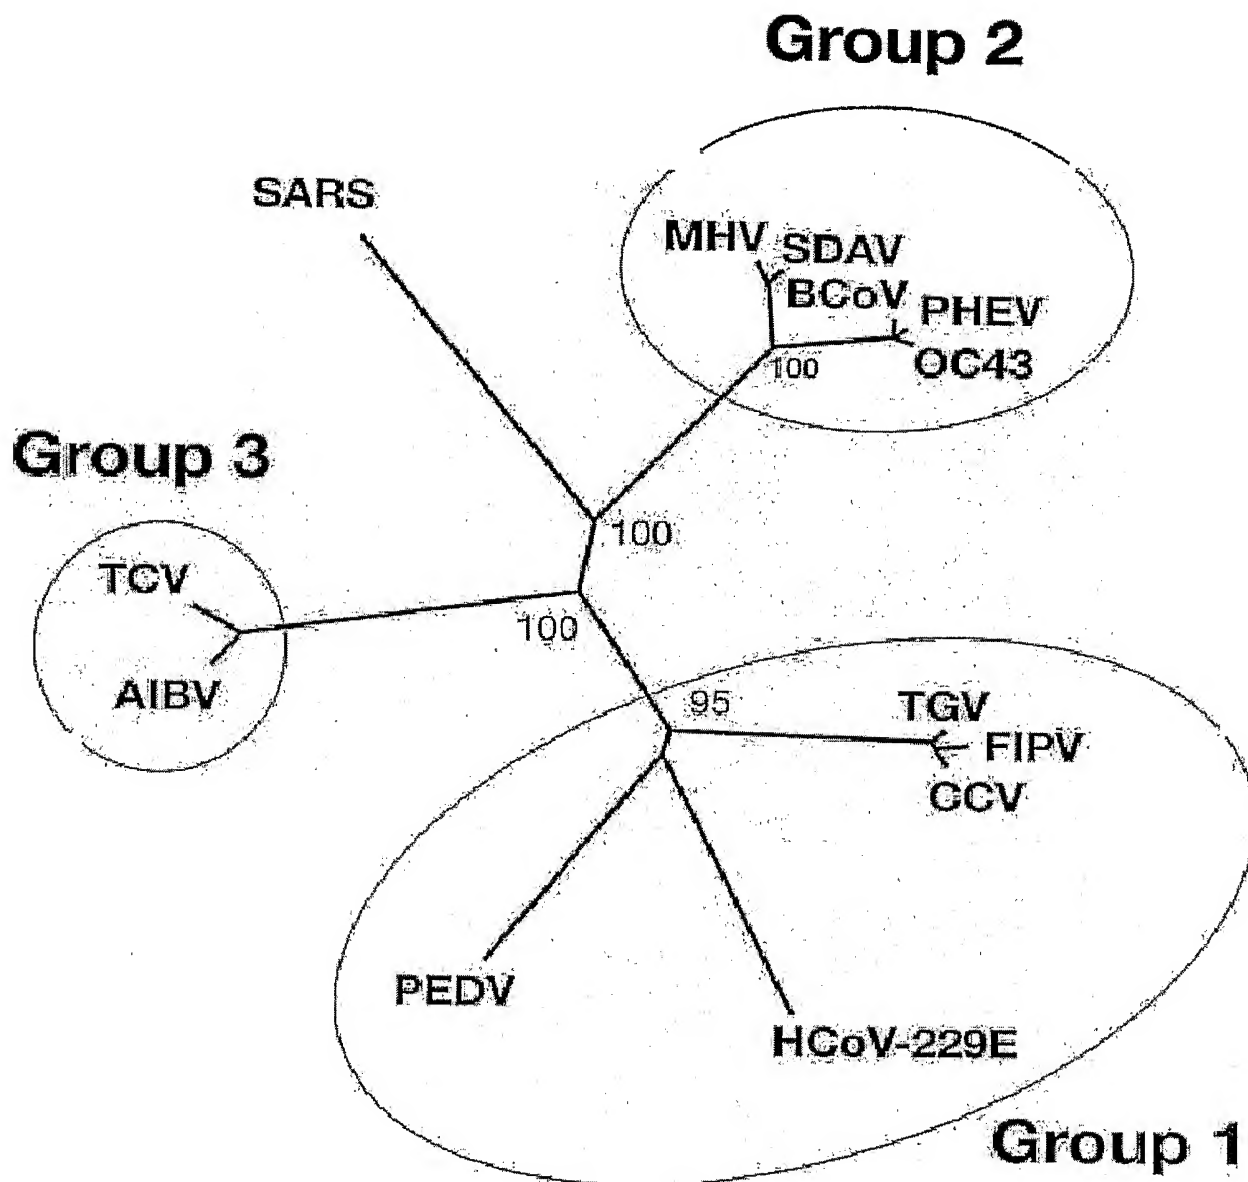 Group 2
SARS
MHV
SDAV
BCoV
PHEV
OC43
100
Group 3
100
TCV
100
AIBV
95
TGV
FIPV
CCV
PEDV
HCoV-229E
Group 1